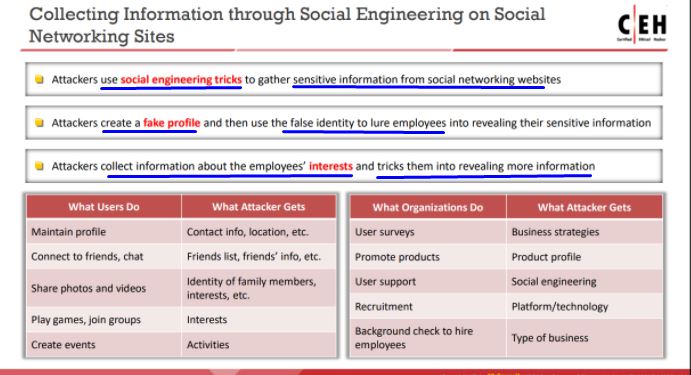 Collecting Information through Social Engineering on Social
Networking Sites
CEH
Certified Ethical Hacker
Attackers use social engineering tricks to gather sensitive information from social networking websites
Attackers create a fake profile and then use the false identity to lure employees into revealing their sensitive information
Attackers collect information about the employees' interests and tricks them into revealing more information
What Users Do What Attacker Gets
Maintain profile Contact info, location, etc.
Connect to friends, chat Friends list, friends' info, etc.
Share photos and videos Identity of family members,
interests, etc.
Play games, join groups Interests
Create events Activities
What Organizations Do What Attacker Gets
User surveys Business strategies
Promote products Product profile
User support Social engineering
Recruitment Platform/technology
Background check to hire
employees Type of business